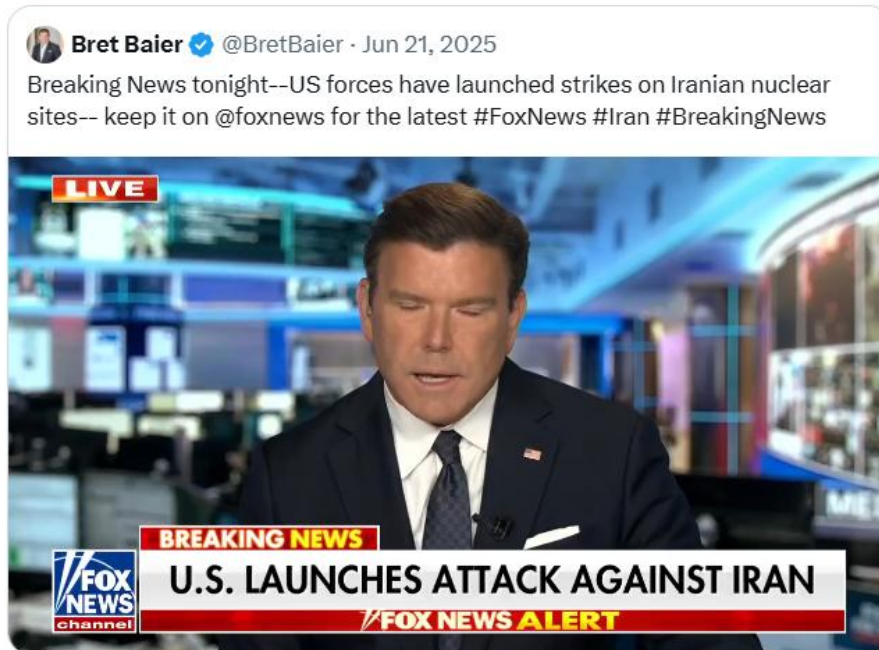 Bret Baier @BretBaier · Jun 21, 2025
Breaking News tonight--US forces have launched strikes on Iranian nuclear
sites-- keep it on @foxnews for the latest #FoxNews #Iran #BreakingNews
LIVE
ME
BREAKING NEWS
U.S. LAUNCHES ATTACK AGAINST IRAN
FOX
NEWS
channel
FOX NEWS ALERT